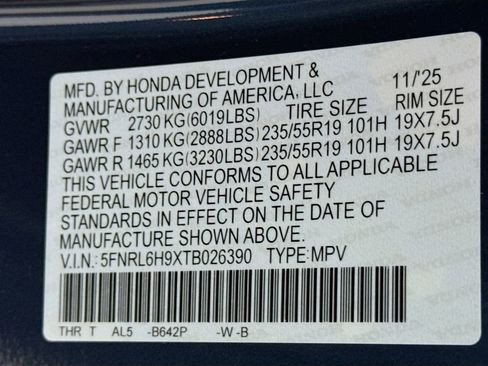 MFD. BY HONDA DEVELOPMENT & 11/'25
MANUFACTURING OF AMERICA, LLC
GVWR 2730 KG(6019LBS) TIRE SIZE RIM SIZE
GAWR F 1310 KG(2888LBS) 235/55R19 101H 19X7.5J
GAWR R 1465 KG(3230LBS) 235/55R19 101H 19X7.5J
THIS VEHICLE CONFORMS TO ALL APPLICABLE
FEDERAL MOTOR VEHICLE SAFETY
STANDARDS IN EFFECT ON THE DATE OF
MANUFACTURE SHOWN ABOVE.
V.I.N.: 5FNRL6H9XTB026390 TYPE:MPV
THR T AL5 -B642P -W -B